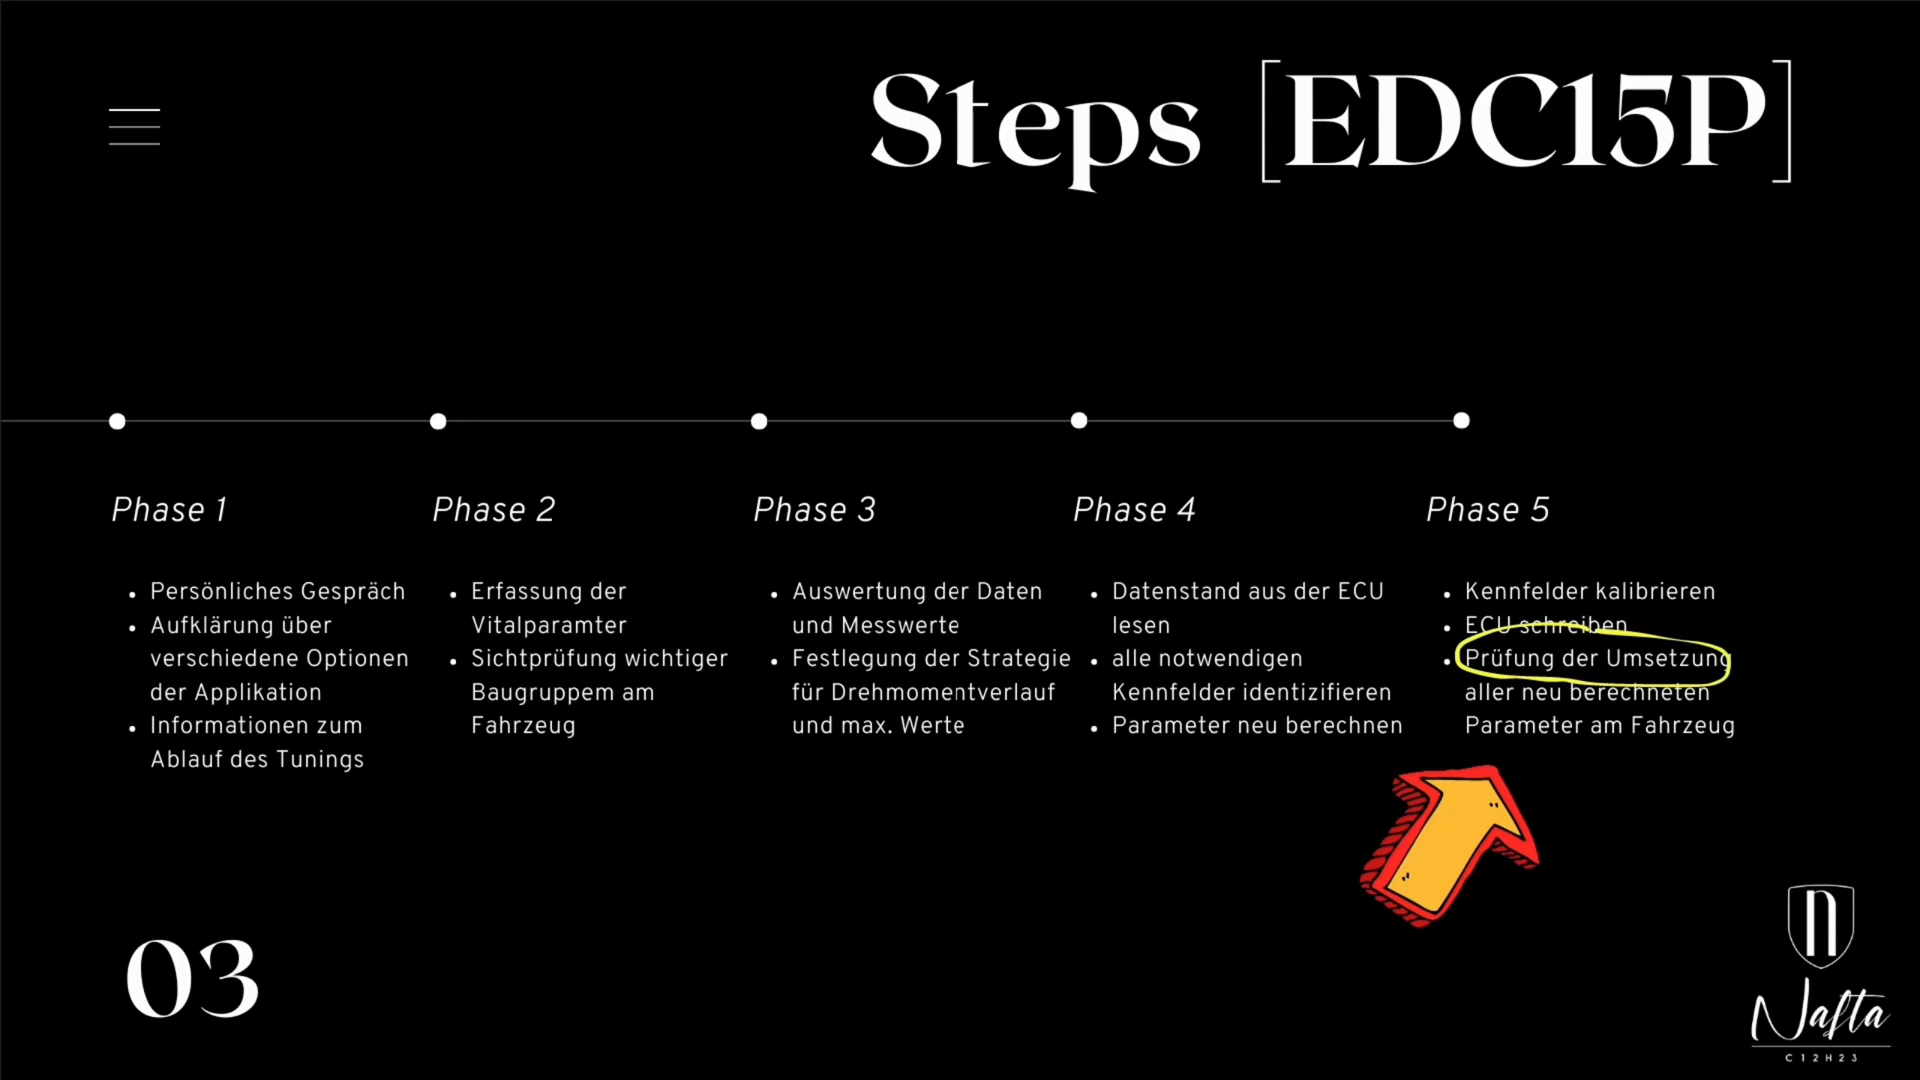 Steps [EDC15P]
Phase 1
• Persönliches Gespräch
• Aufklärung über
verschiedene Optionen
der Applikation
• Informationen zum
Ablauf des Tunings
Phase 2
• Erfassung der
Vitalparamter
• Sichtprüfung wichtiger
Baugruppem am
Fahrzeug
Phase 3
• Auswertung der Daten
und Messwerte
• Festlegung der Strategie
für Drehmomentverlauf
und max. Werte
Phase 4
• Datenstand aus der ECU
lesen
• alle notwendigen
Kennfelder identizifieren
• Parameter neu berechnen
Phase 5
• Kennfelder kalibrieren
• ECU schreiben
• Prüfung der Umsetzung
aller neu berechneten
Parameter am Fahrzeug
03
n
Nafta
C12H23